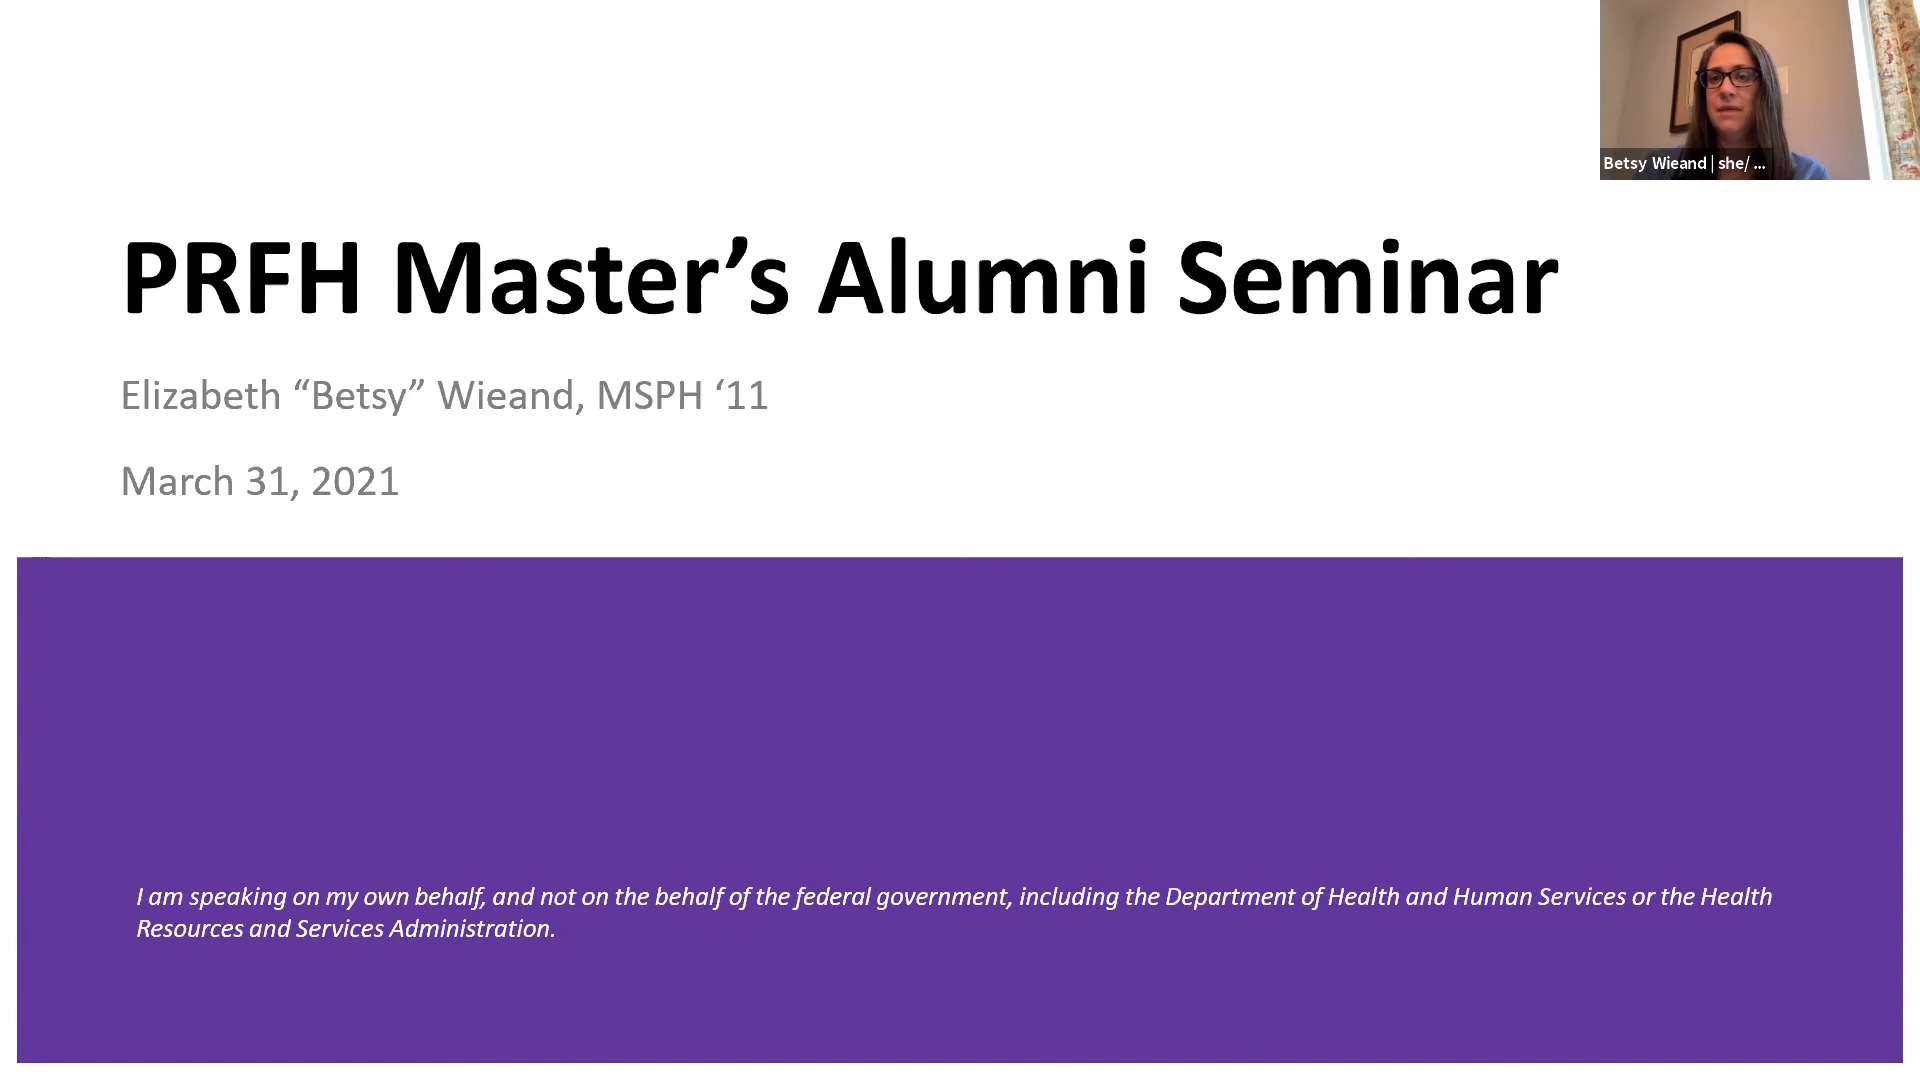 Betsy Wieand | she/ ...
PRFH Master’s Alumni Seminar
Elizabeth “Betsy” Wieand, MSPH ‘11
March 31, 2021
I am speaking on my own behalf, and not on the behalf of the federal government, including the Department of Health and Human Services or the Health
Resources and Services Administration.